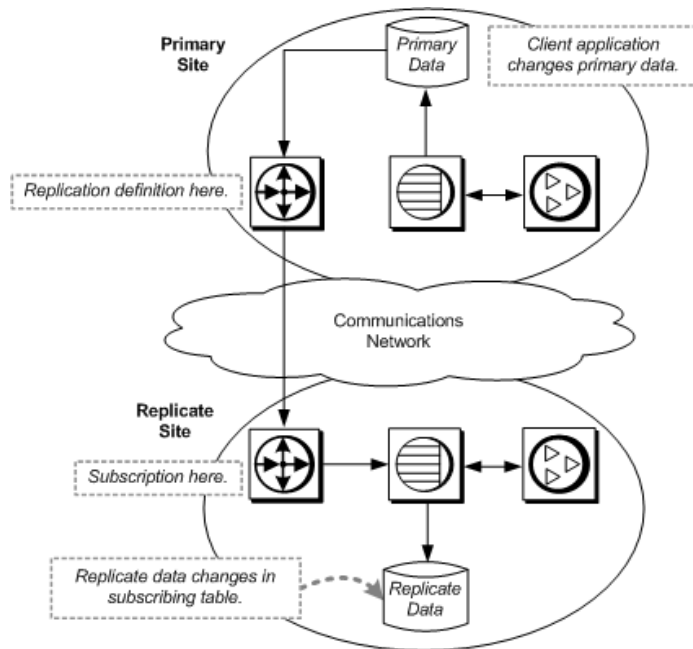 Primary
Site
Primary
Data
Client application
changes primary data.
Replication definition here.
Communications
Network
Replicate
Site
Subscription here.
Replicate data changes in
subscribing table.
Replicate
Data